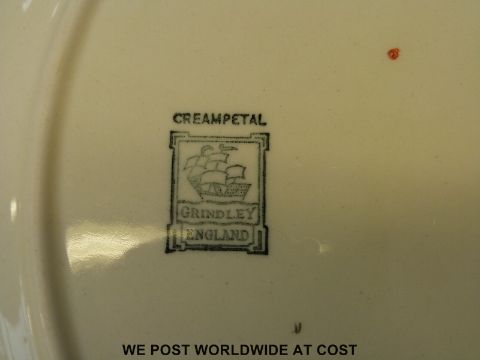 CREAMPETAL
GRINDLEY
ENGLAND
WE POST WORLDWIDE AT COST